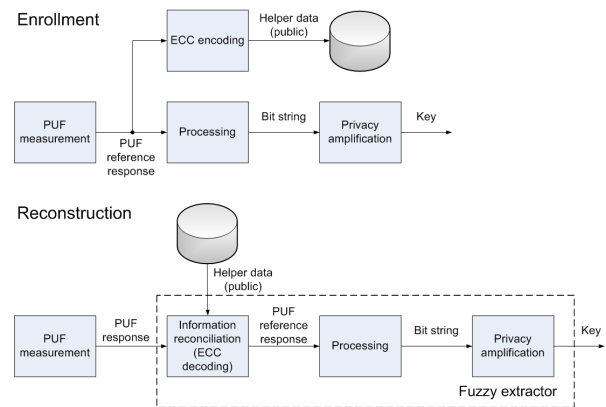 Enrollment
ECC encoding
Helper data
(public)
PUF
measurement
PUF
reference
response
Processing
Bit string
Privacy
amplification
Key
Reconstruction
Helper data
(public)
PUF
measurement
PUF
response
Information
reconciliation
(ECC
decoding)
PUF
reference
response
Processing
Bit string
Privacy
amplification
Key
Fuzzy extractor